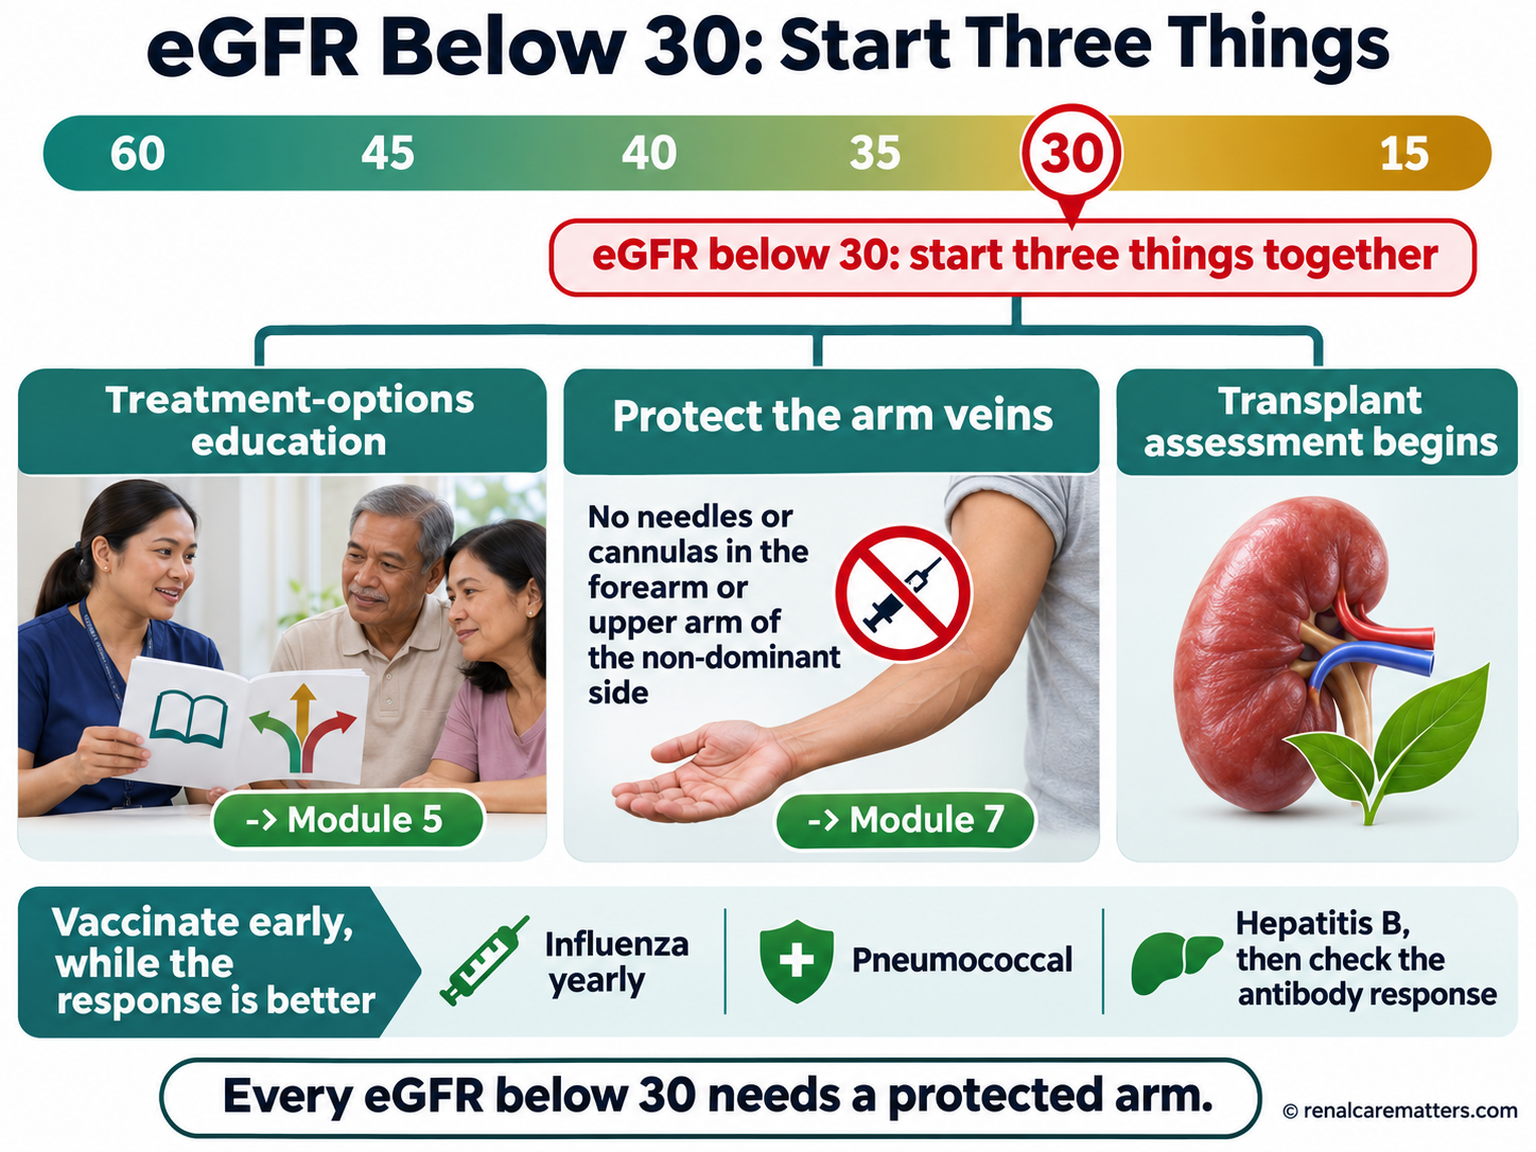 eGFR Below 30: Start Three Things
60 45 40 35 30 15
eGFR below 30: start three things together
Treatment-options
education
Protect the arm veins
Transplant
assessment begins
No needles or
cannulas in the
forearm or
upper arm of
the non-dominant
side
-> Module 5
-> Module 7
Vaccinate early,
while the
response is better
Influenza
yearly
Pneumococcal
Hepatitis B,
then check the
antibody response
Every eGFR below 30 needs a protected arm.
© renalcarematters.com